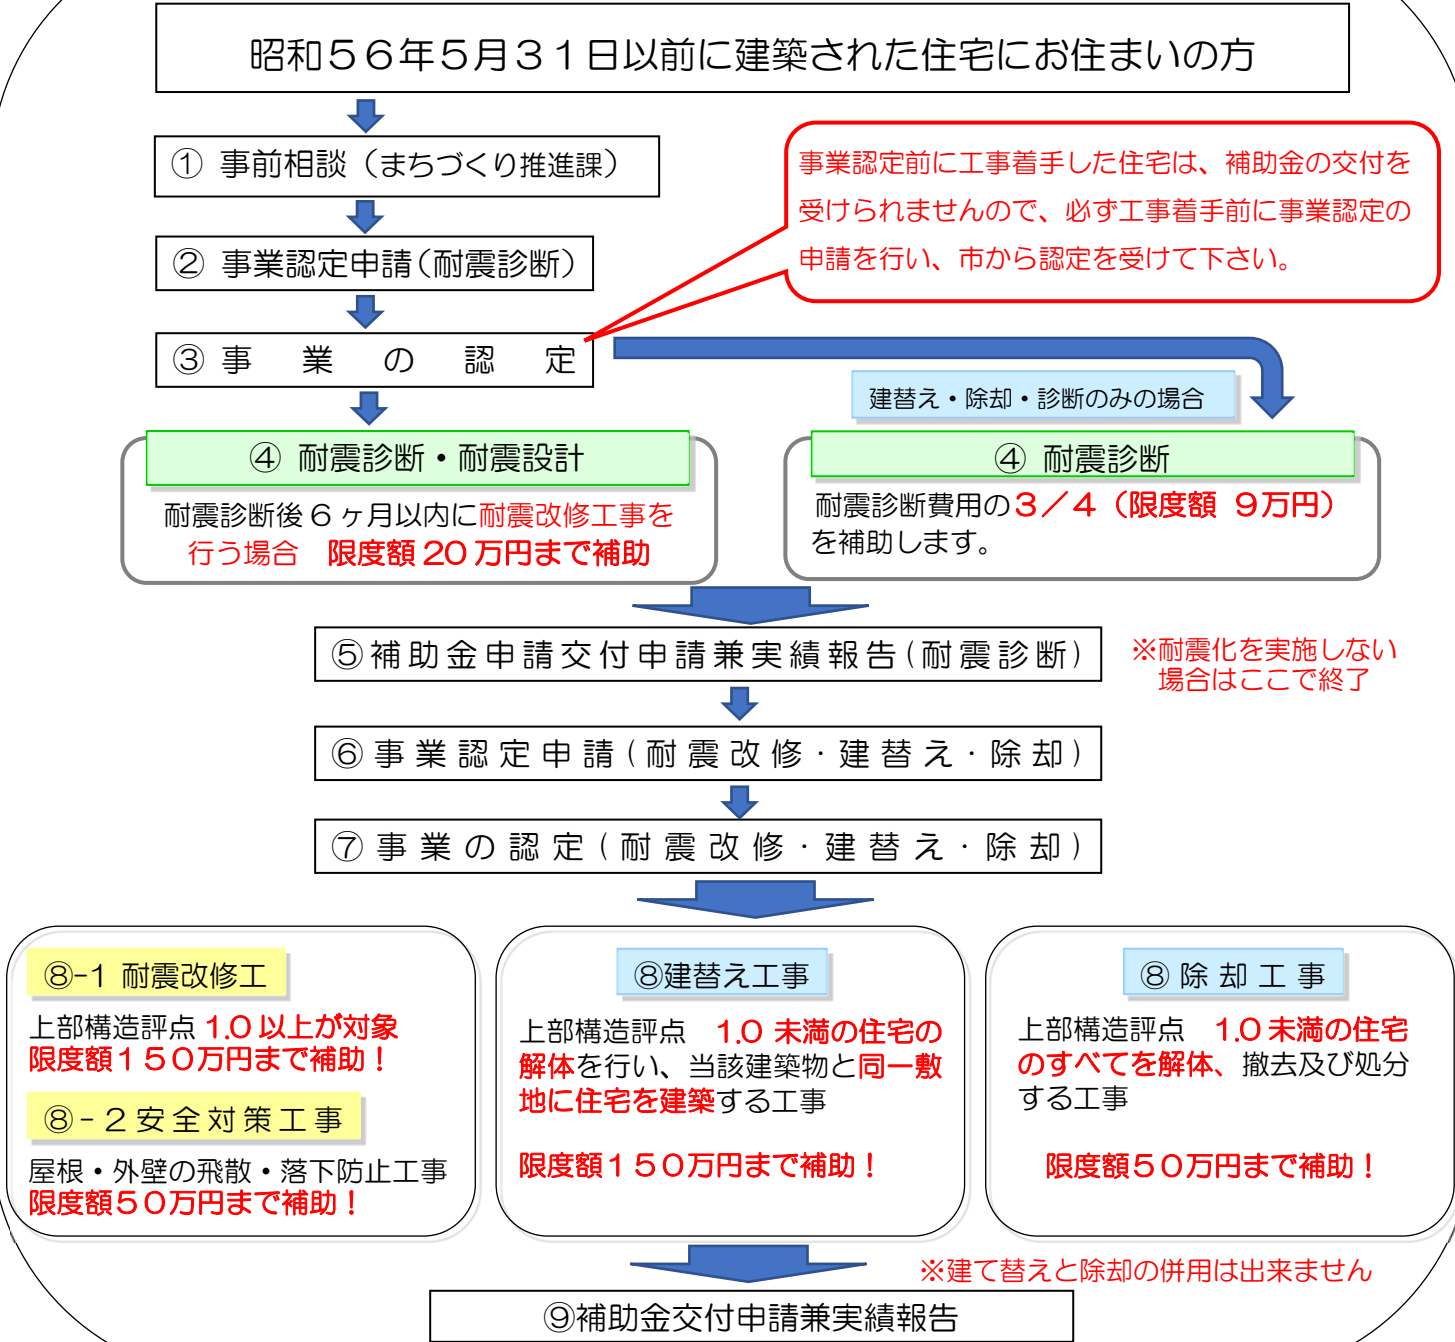 昭和５６年５月３１日以前に建築された住宅にお住まいの方
① 事前相談（まちづくり推進課）
事業認定前に工事着手した住宅は、補助金の交付を
受けられませんので、必ず工事着手前に事業認定の
申請を行い、市から認定を受けて下さい。
② 事業認定申請（耐震診断）
③ 事業の認定
建替え・除却・診断のみの場合
④ 耐震診断・耐震設計
耐震診断後６ヶ月以内に耐震改修工事を
行う場合　限度額20万円まで補助
④ 耐震診断
耐震診断費用の３／４（限度額 ９万円）
を補助します。
⑤補助金申請交付申請兼実績報告(耐震診断)
※耐震化を実施しない
場合はここで終了
⑥事業認定申請(耐震改修・建替え・除却)
⑦事業の認定(耐震改修・建替え・除却)
⑧-1 耐震改修工
上部構造評点 1.0以上が対象
限度額１５０万円まで補助！
⑧-２安全対策工事
屋根・外壁の飛散・落下防止工事
限度額５０万円まで補助！
⑧建替え工事
上部構造評点　1.0 未満の住宅の
解体を行い、当該建築物と同一敷
地に住宅を建築する工事
限度額１５０万円まで補助！
⑧除却工事
上部構造評点　1.0未満の住宅
のすべてを解体、撤去及び処分
する工事
限度額５０万円まで補助！
※建て替えと除却の併用は出来ません
⑨補助金交付申請兼実績報告